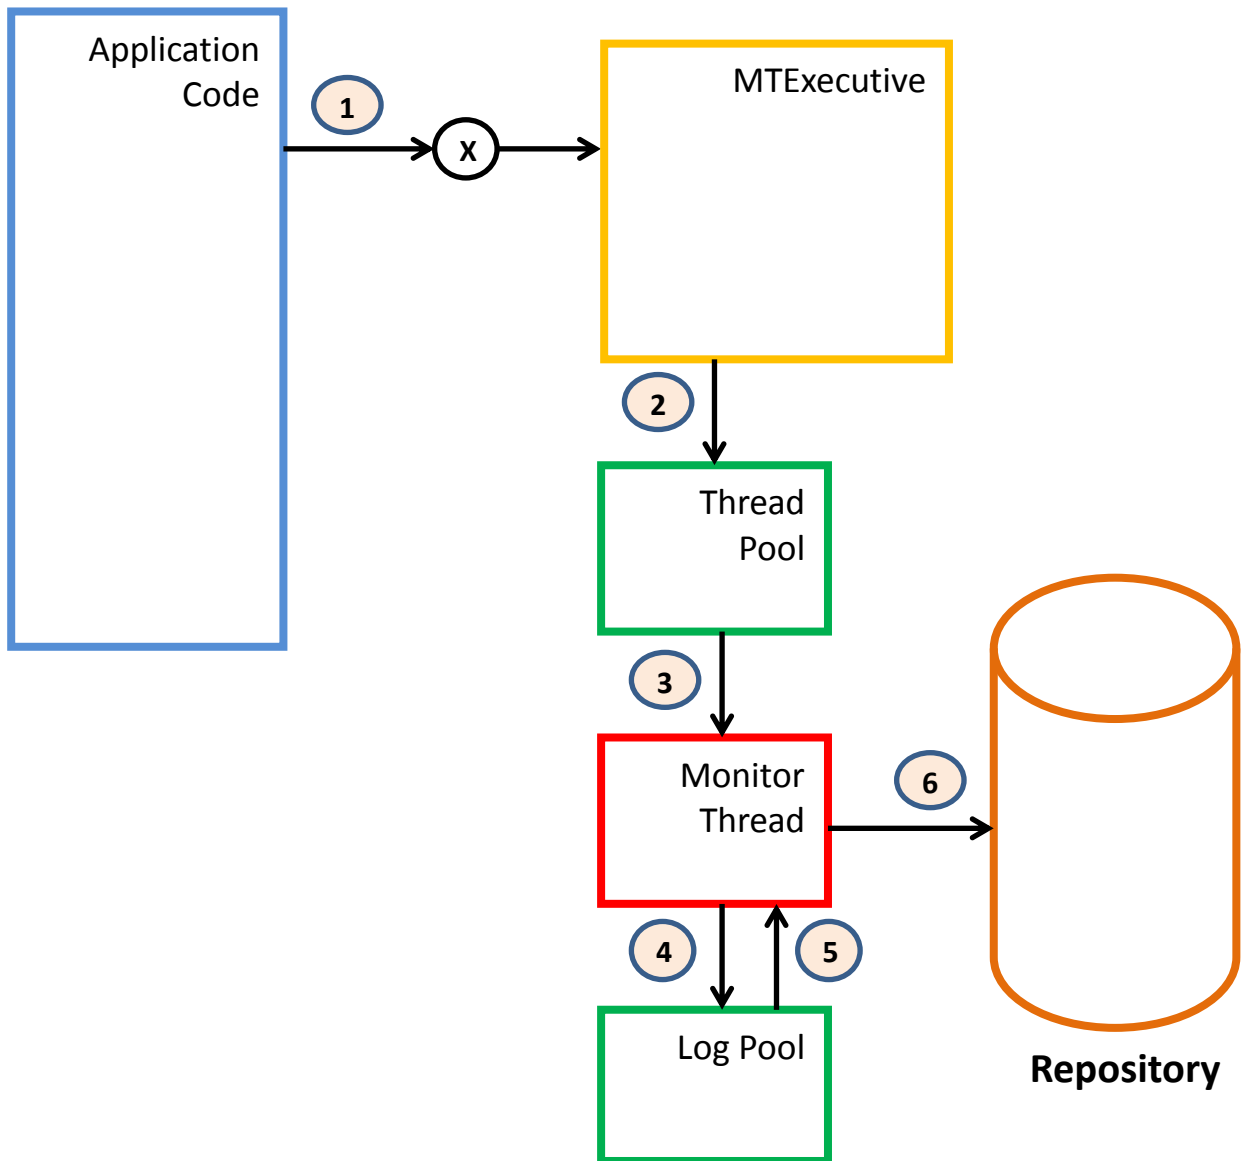 Application
Code
1
X
MTExecutive
2
Thread
Pool
3
Monitor
Thread
6
4
5
Log Pool
Repository